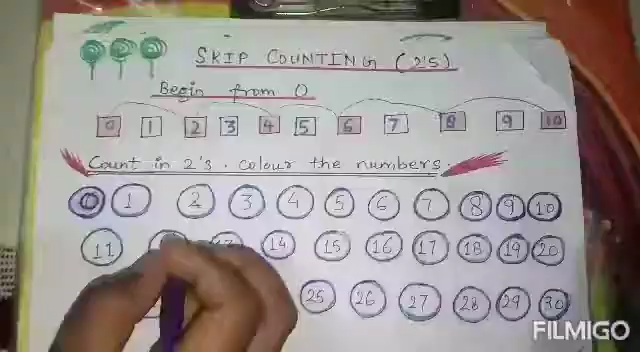 SKIP COUNTING (2'S)
Begin from 0
0 1 2 3 4 5 6 7 8 9 10
Count in 2's. colour the numbers.
0 1 2 3 4 5 6 7 8 9 10
11 13 14 15 16 17 18 19 20
25 26 27 28 29 30
FILMIGO